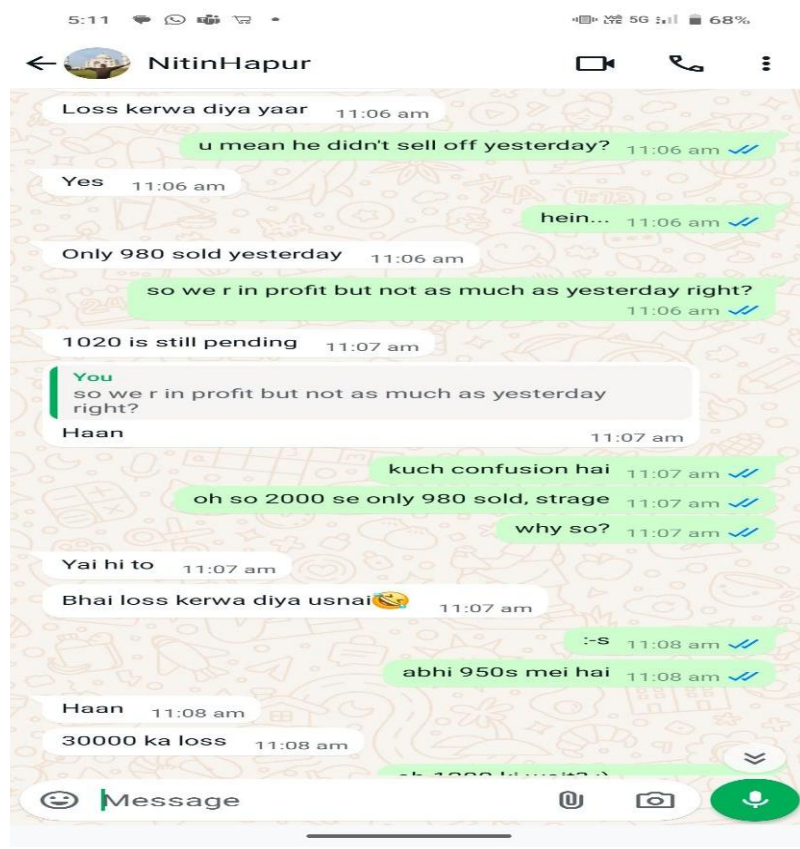 5:11
5G 68%
NitinHapur
Loss kerwa diya yaar 11:06 am
u mean he didn't sell off yesterday? 11:06 am
Yes 11:06 am
hein... 11:06 am
Only 980 sold yesterday 11:06 am
so we r in profit but not as much as yesterday right?
11:06 am
1020 is still pending 11:07 am
You
so we r in profit but not as much as yesterday
right?
Haan 11:07 am
kuch confusion hai 11:07 am
oh so 2000 se only 980 sold, strage 11:07 am
why so? 11:07 am
Yai hi to 11:07 am
Bhai loss kerwa diya usnai🤣 11:07 am
:-s 11:08 am
abhi 950s mei hai 11:08 am
Haan 11:08 am
30000 ka loss 11:08 am
Message